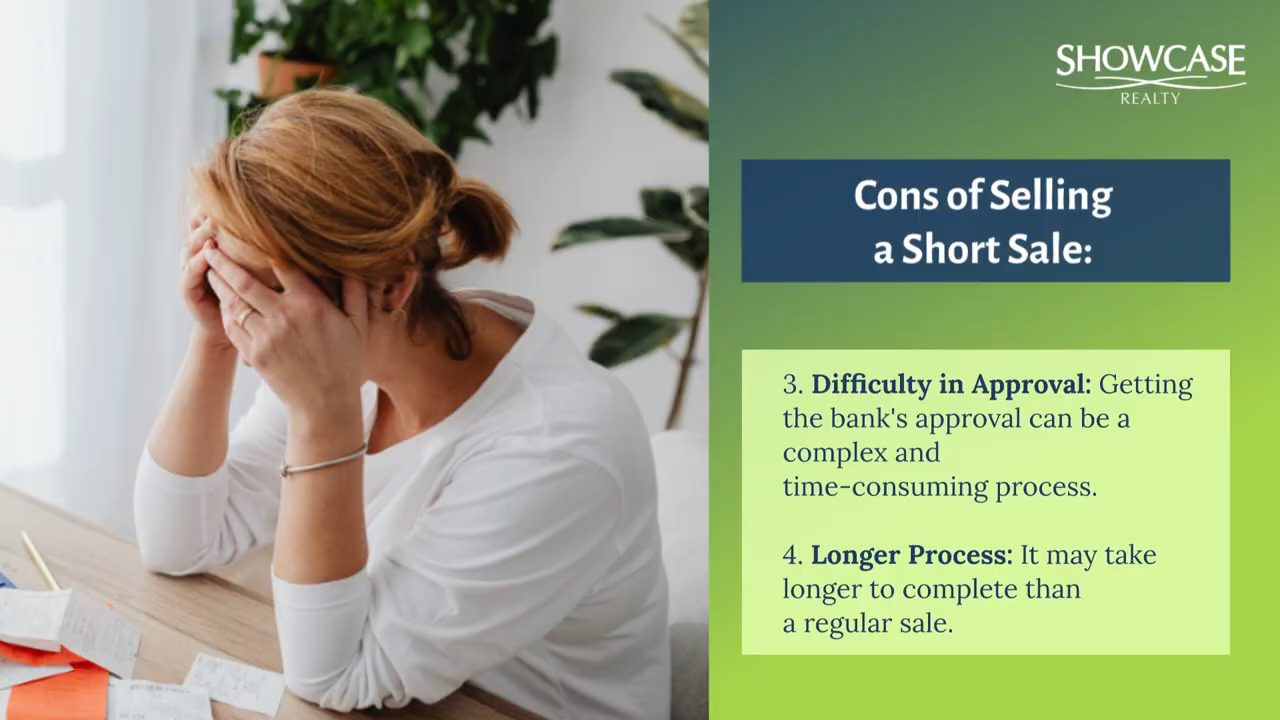 SHOWCASE
REALTY
Cons of Selling
a Short Sale:
3. Difficulty in Approval: Getting
the bank's approval can be a
complex and
time-consuming process.
4. Longer Process: It may take
longer to complete than
a regular sale.